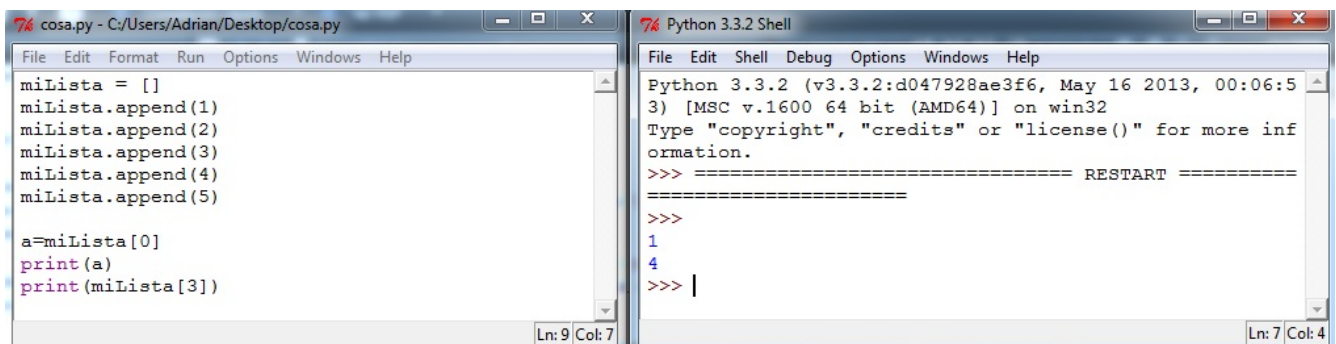 cosa.py - C:/Users/Adrian/Desktop/cosa.py
File Edit Format Run Options Windows Help
miLista = []
miLista.append(1)
miLista.append(2)
miLista.append(3)
miLista.append(4)
miLista.append(5)
a=miLista[0]
print(a)
print(miLista[3])
Ln: 9 Col: 7
Python 3.3.2 Shell
File Edit Shell Debug Options Windows Help
Python 3.3.2 (v3.3.2:d047928ae3f6, May 16 2013, 00:06:5
3) [MSC v.1600 64 bit (AMD64)] on win32
Type "copyright", "credits" or "license()" for more inf
ormation.
>>> ================================ RESTART ==========
======================
>>>
1
4
>>>
Ln: 7 Col: 4